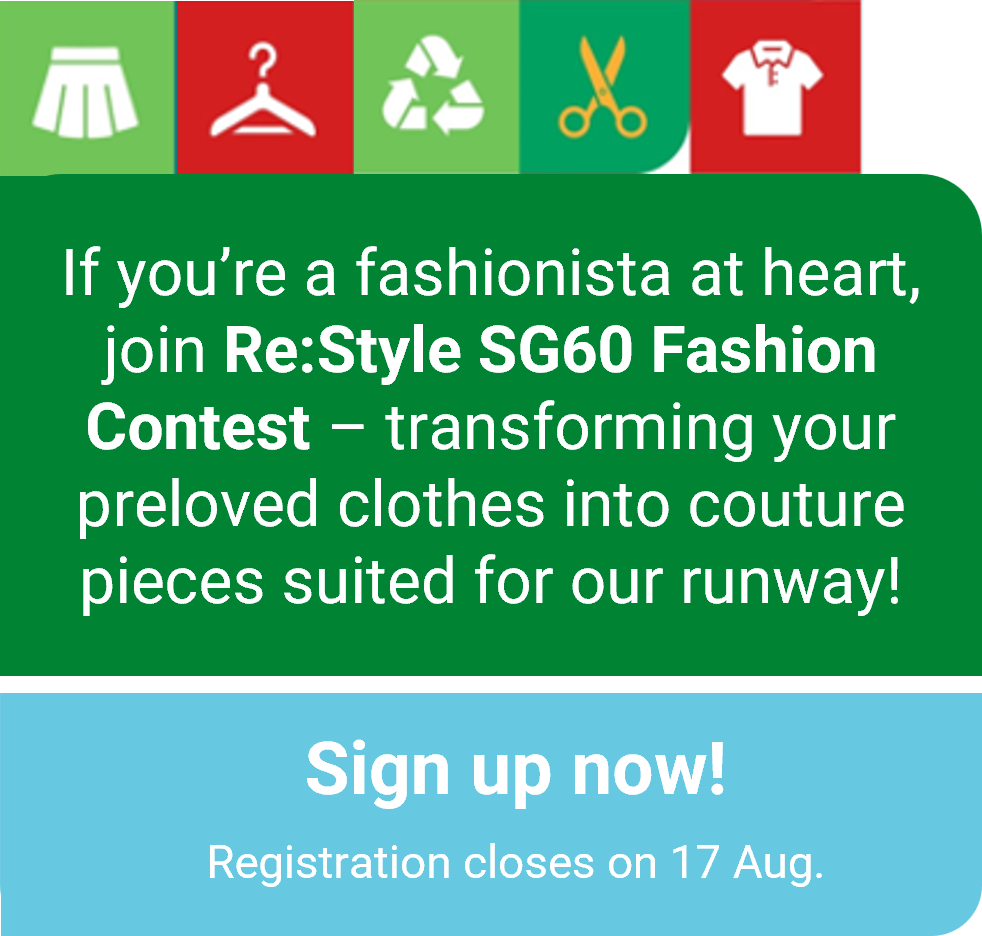 If you’re a fashionista at heart,
join Re:Style SG60 Fashion
Contest – transforming your
preloved clothes into couture
pieces suited for our runway!
Sign up now!
Registration closes on 17 Aug.